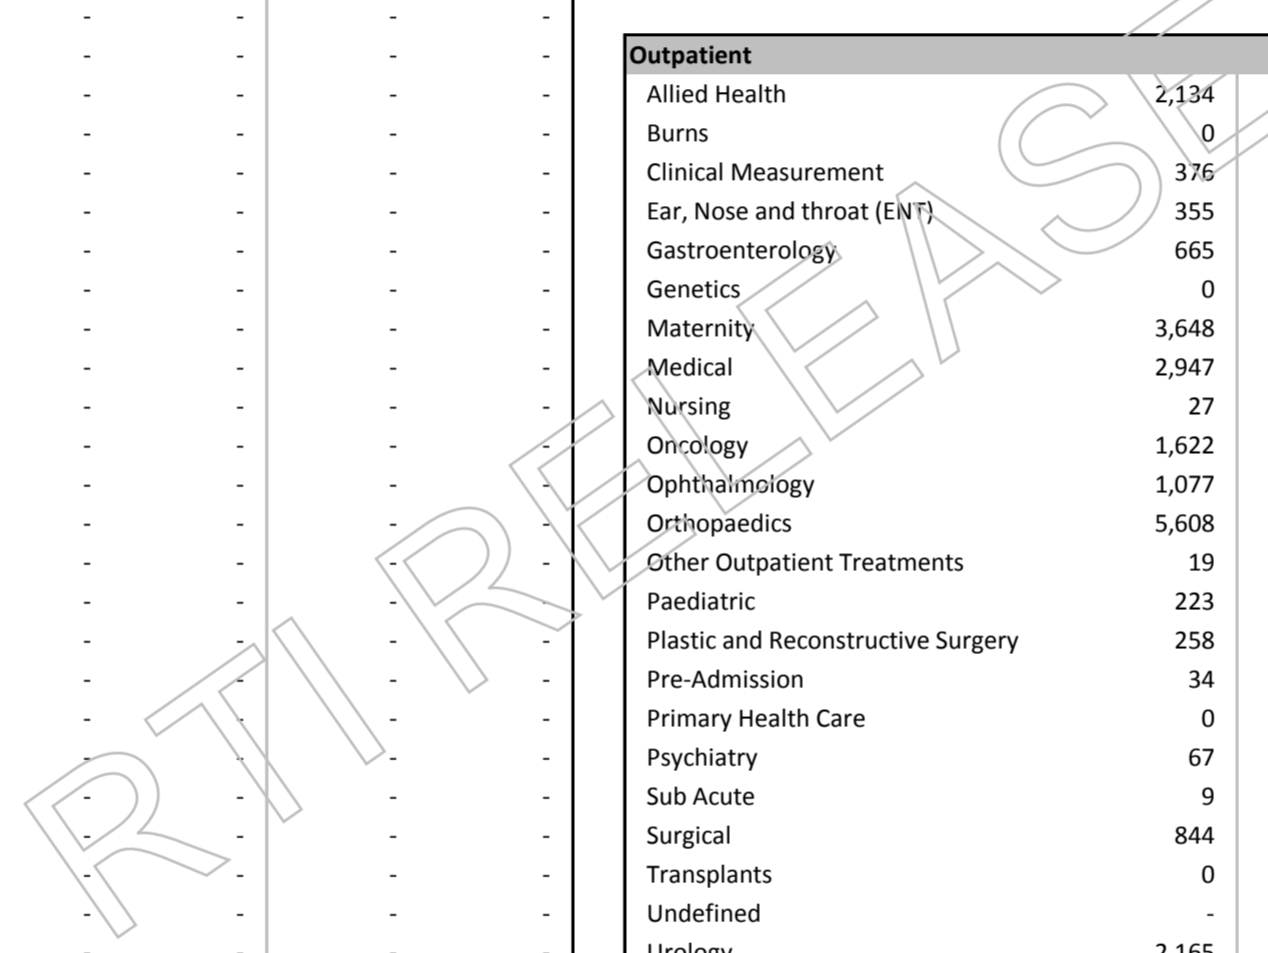 - - - -
- - - - Outpatient
- - - - Allied Health 2,134
- - - - Burns 0
- - - - Clinical Measurement 376
- - - - Ear, Nose and throat (ENT) 355
- - - - Gastroenterology 665
- - - - Genetics 0
- - - - Maternity 3,648
- - - - Medical 2,947
- - - - Nursing 27
- - - - Oncology 1,622
- - - - Ophthalmology 1,077
- - - - Orthopaedics 5,608
- - - - Other Outpatient Treatments 19
- - - - Paediatric 223
- - - - Plastic and Reconstructive Surgery 258
- - - - Pre-Admission 34
- - - - Primary Health Care 0
- - - - Psychiatry 67
- - - - Sub Acute 9
- - - - Surgical 844
- - - - Transplants 0
- - - - Undefined -
- - - - Urology 2,165
RTI RELEASE